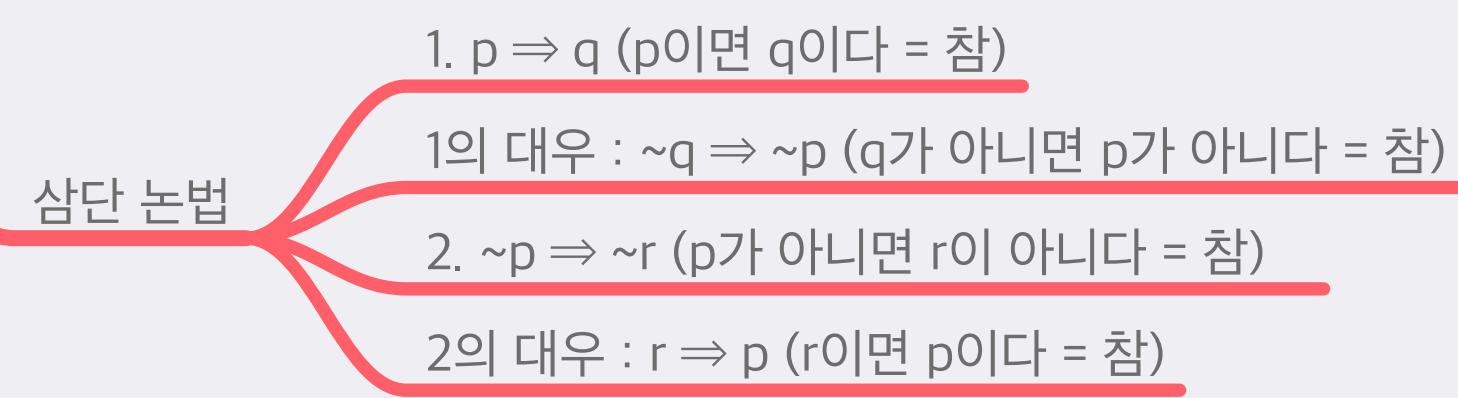 1. p ⇒ q (p이면 q이다 = 참)
1의 대우 : ~q ⇒ ~p (q가 아니면 p가 아니다 = 참)
삼단 논법
2. ~p ⇒ ~r (p가 아니면 r이 아니다 = 참)
2의 대우 : r ⇒ p (r이면 p이다 = 참)